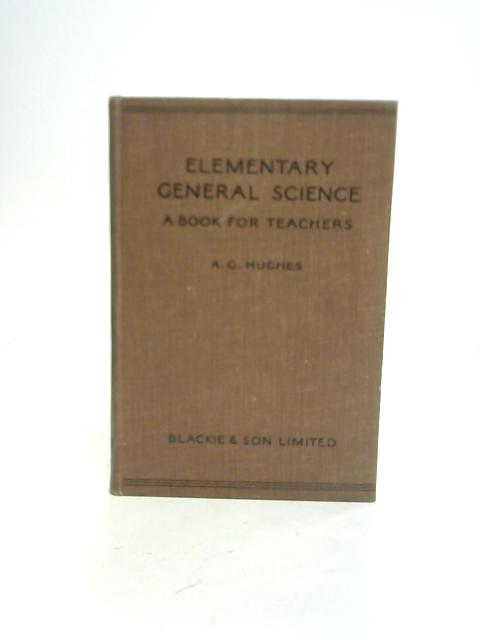 ELEMENTARY
GENERAL SCIENCE
A BOOK FOR TEACHERS
A. G. HUGHES
BLACKIE & SON LIMITED